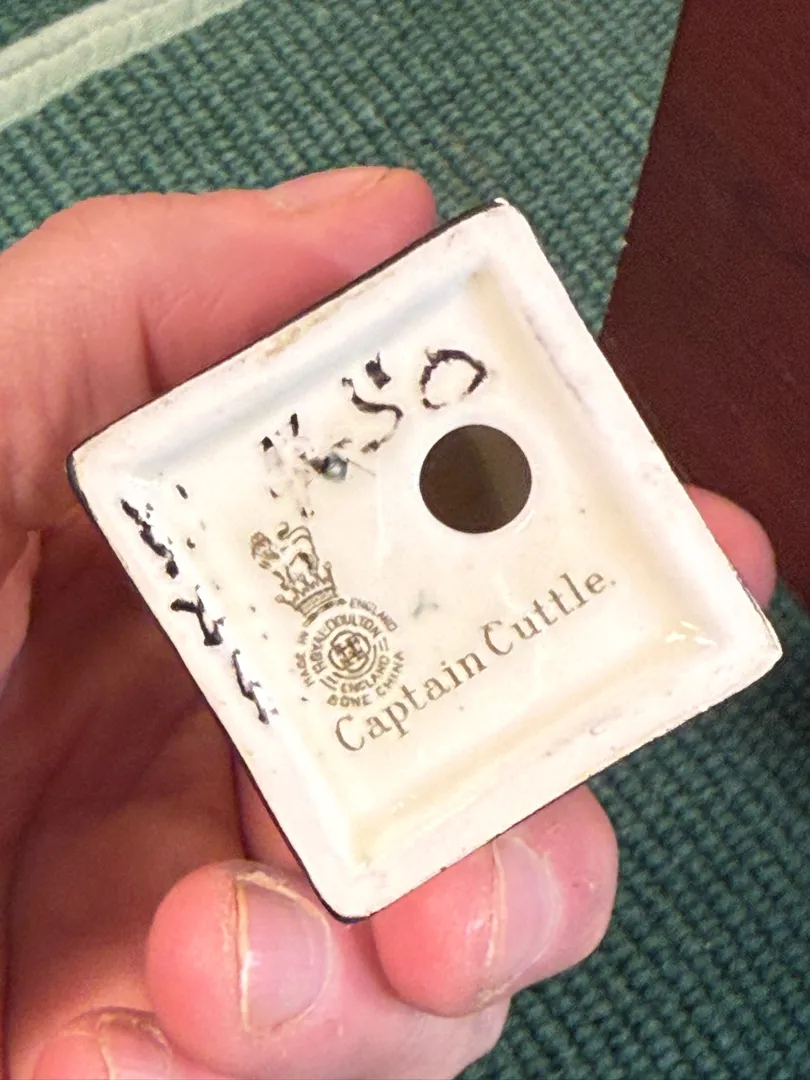 MADE IN ENGLAND
ROYAL DOULTON
ENGLAND
BONE CHINA
Captain Cuttle.